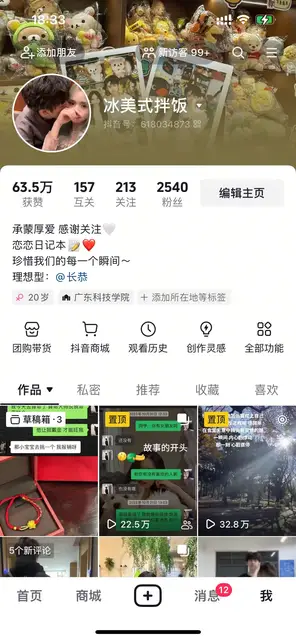 18:33
添加朋友
新访客 99+
冰美式拌饭
抖音号：618034873
63.5万
157
213
2540
获赞
互关
关注
粉丝
编辑主页
承蒙厚爱 感谢关注🤍
恋恋日记本📝❤️
珍惜我们的每一个瞬间～
理想型： @长恭
20岁
广东科技学院
+ 添加所在地等标签
团购带货
抖音商城
观看历史
创作灵感
全部功能
作品
私密
推荐
收藏
喜欢
草稿箱·3
置顶
置顶
故事的开头
22.5万
32.8万
5个新评论
首页
商城
消息
12
我